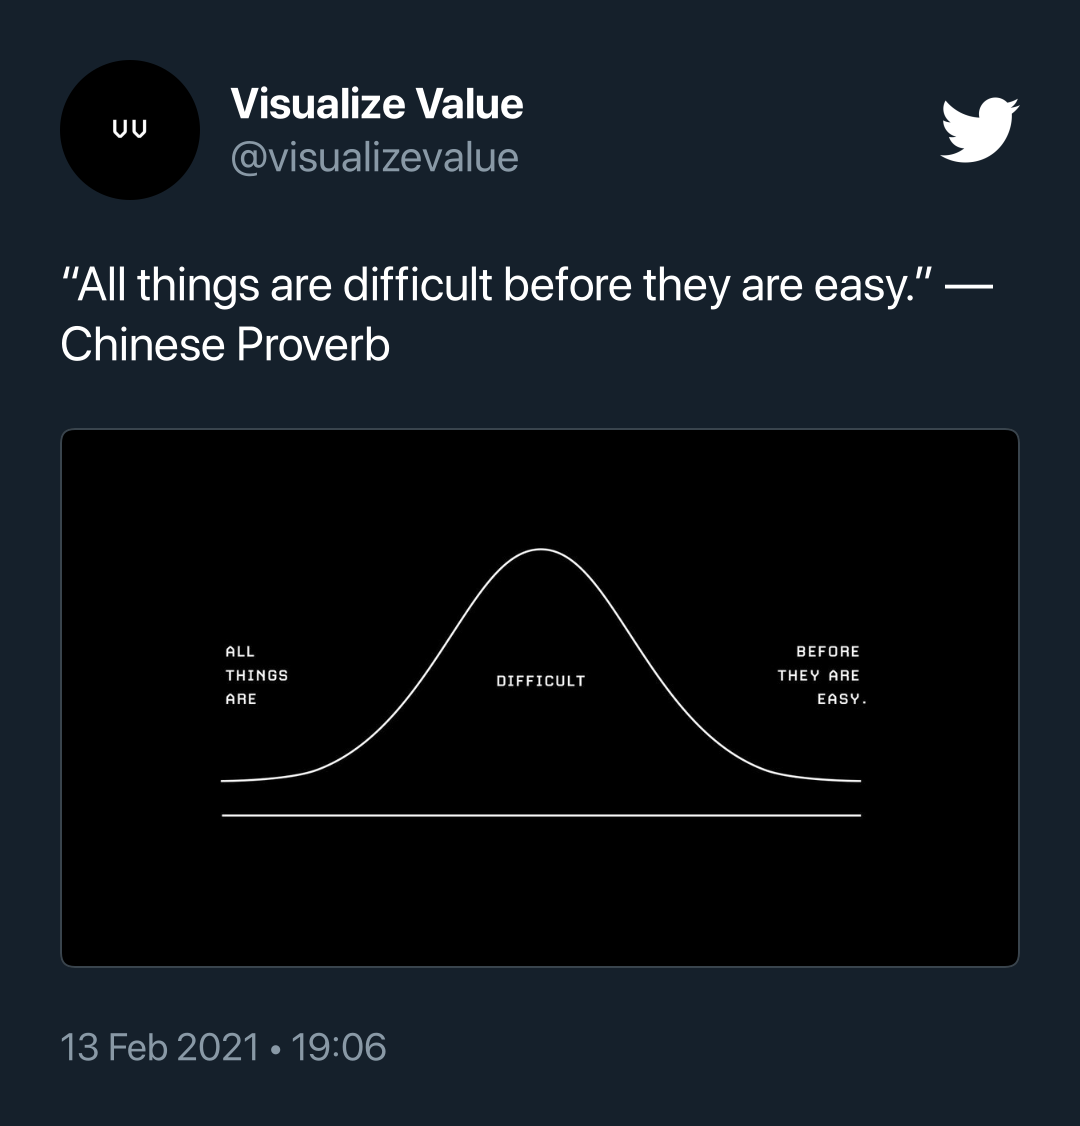 VV
Visualize Value
@visualizevalue
“All things are difficult before they are easy.” —
Chinese Proverb
ALL
THINGS
ARE
DIFFICULT
BEFORE
THEY ARE
EASY.
13 Feb 2021 • 19:06